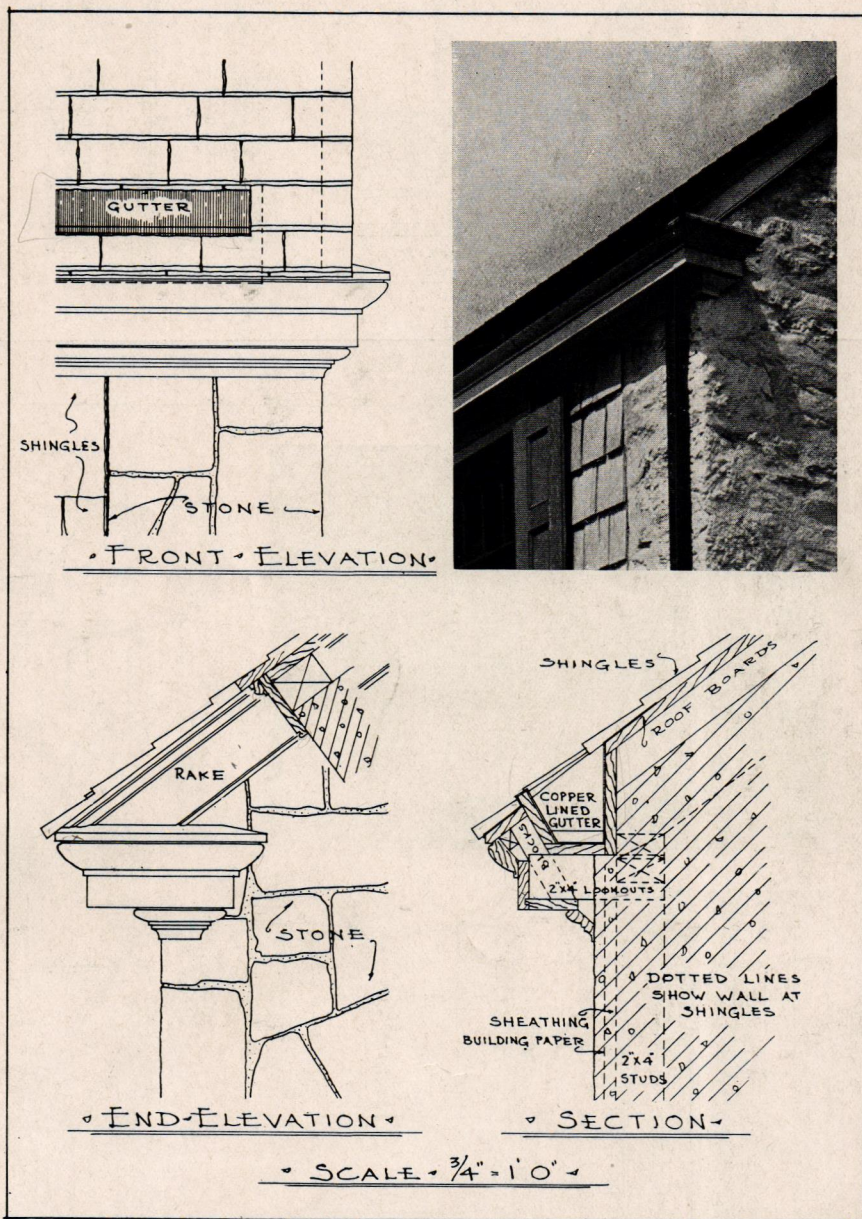 GUTTER
SHINGLES
STONE
· FRONT · ELEVATION ·
SHINGLES
ROOF BOARDS
RAKE
COPPER
LINED
GUTTER
BLOCKS
2"X4" LOOKOUTS
STONE
DOTTED LINES
SHOW WALL AT
SHINGLES
SHEATHING
BUILDING PAPER
2"X4"
STUDS
· END-ELEVATION ·
· SECTION ·
· SCALE · 3/4" = 1' 0" ·